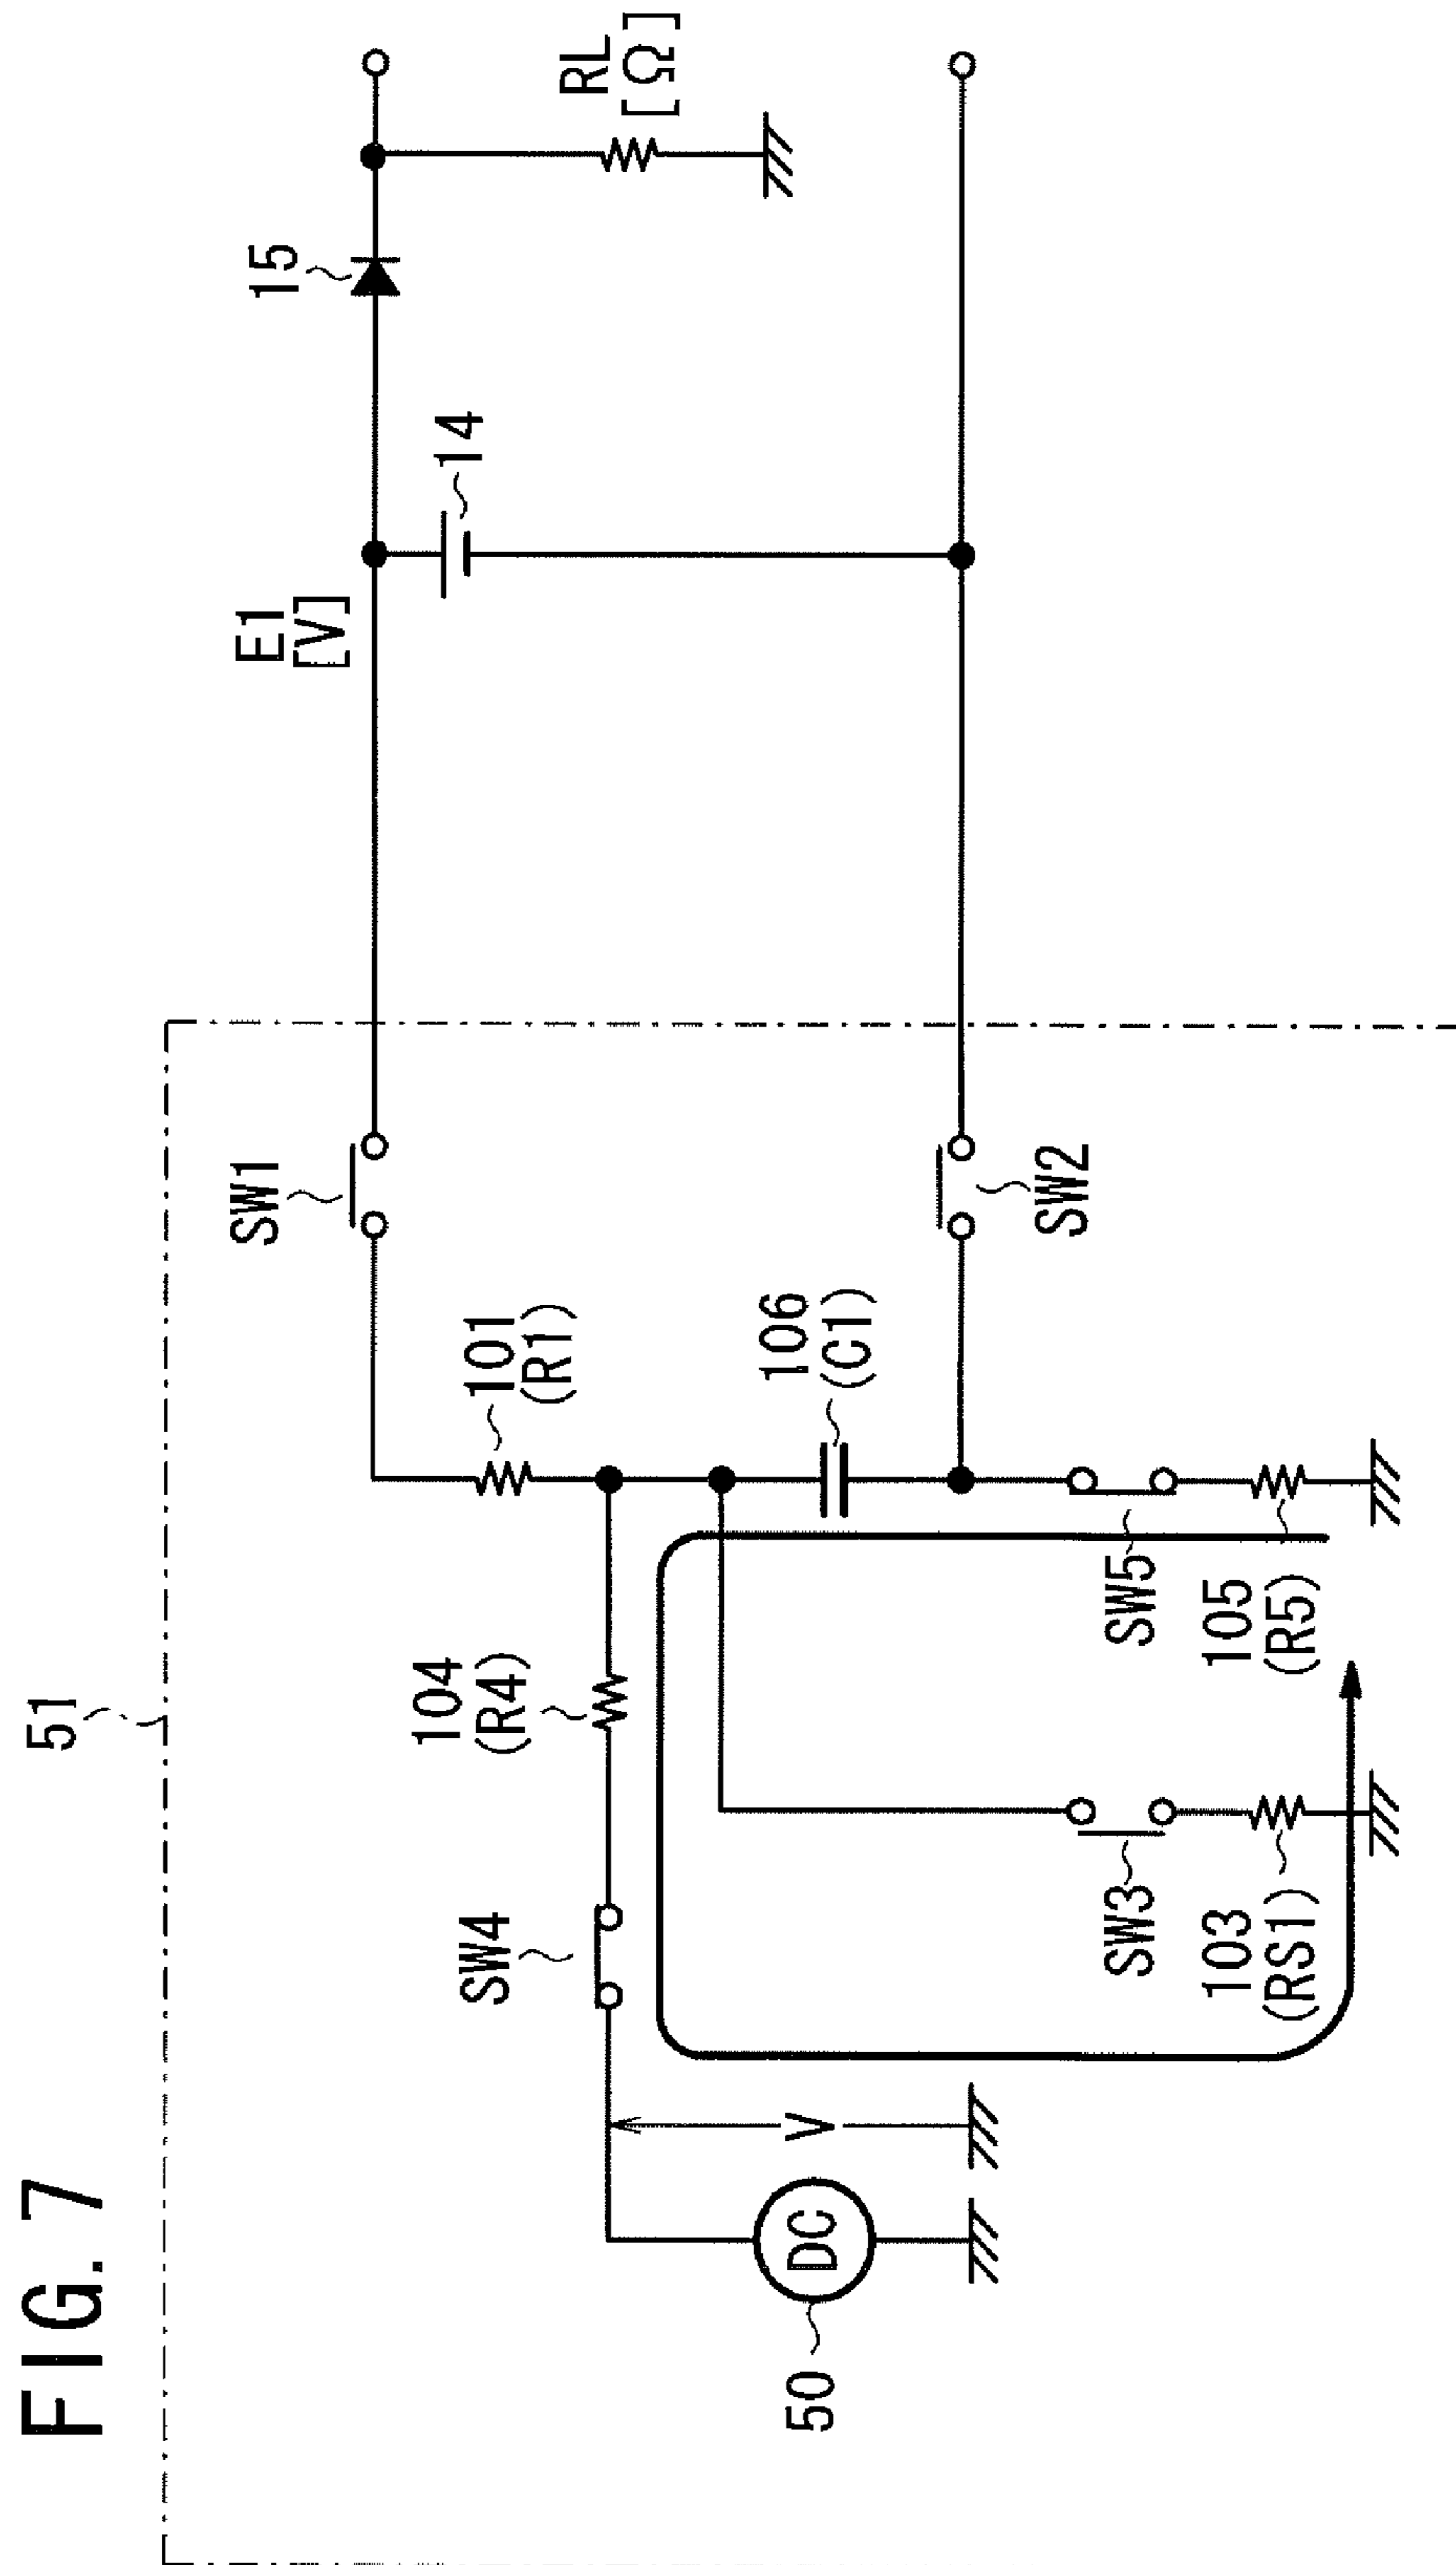 FIG. 7
51
SW1
E1
[V]
15
14
RL
[Ω]
101
(R1)
104
(R4)
SW4
106
(C1)
SW2
V
DC
50
SW5
105
(R5)
SW3
103
(RS1)